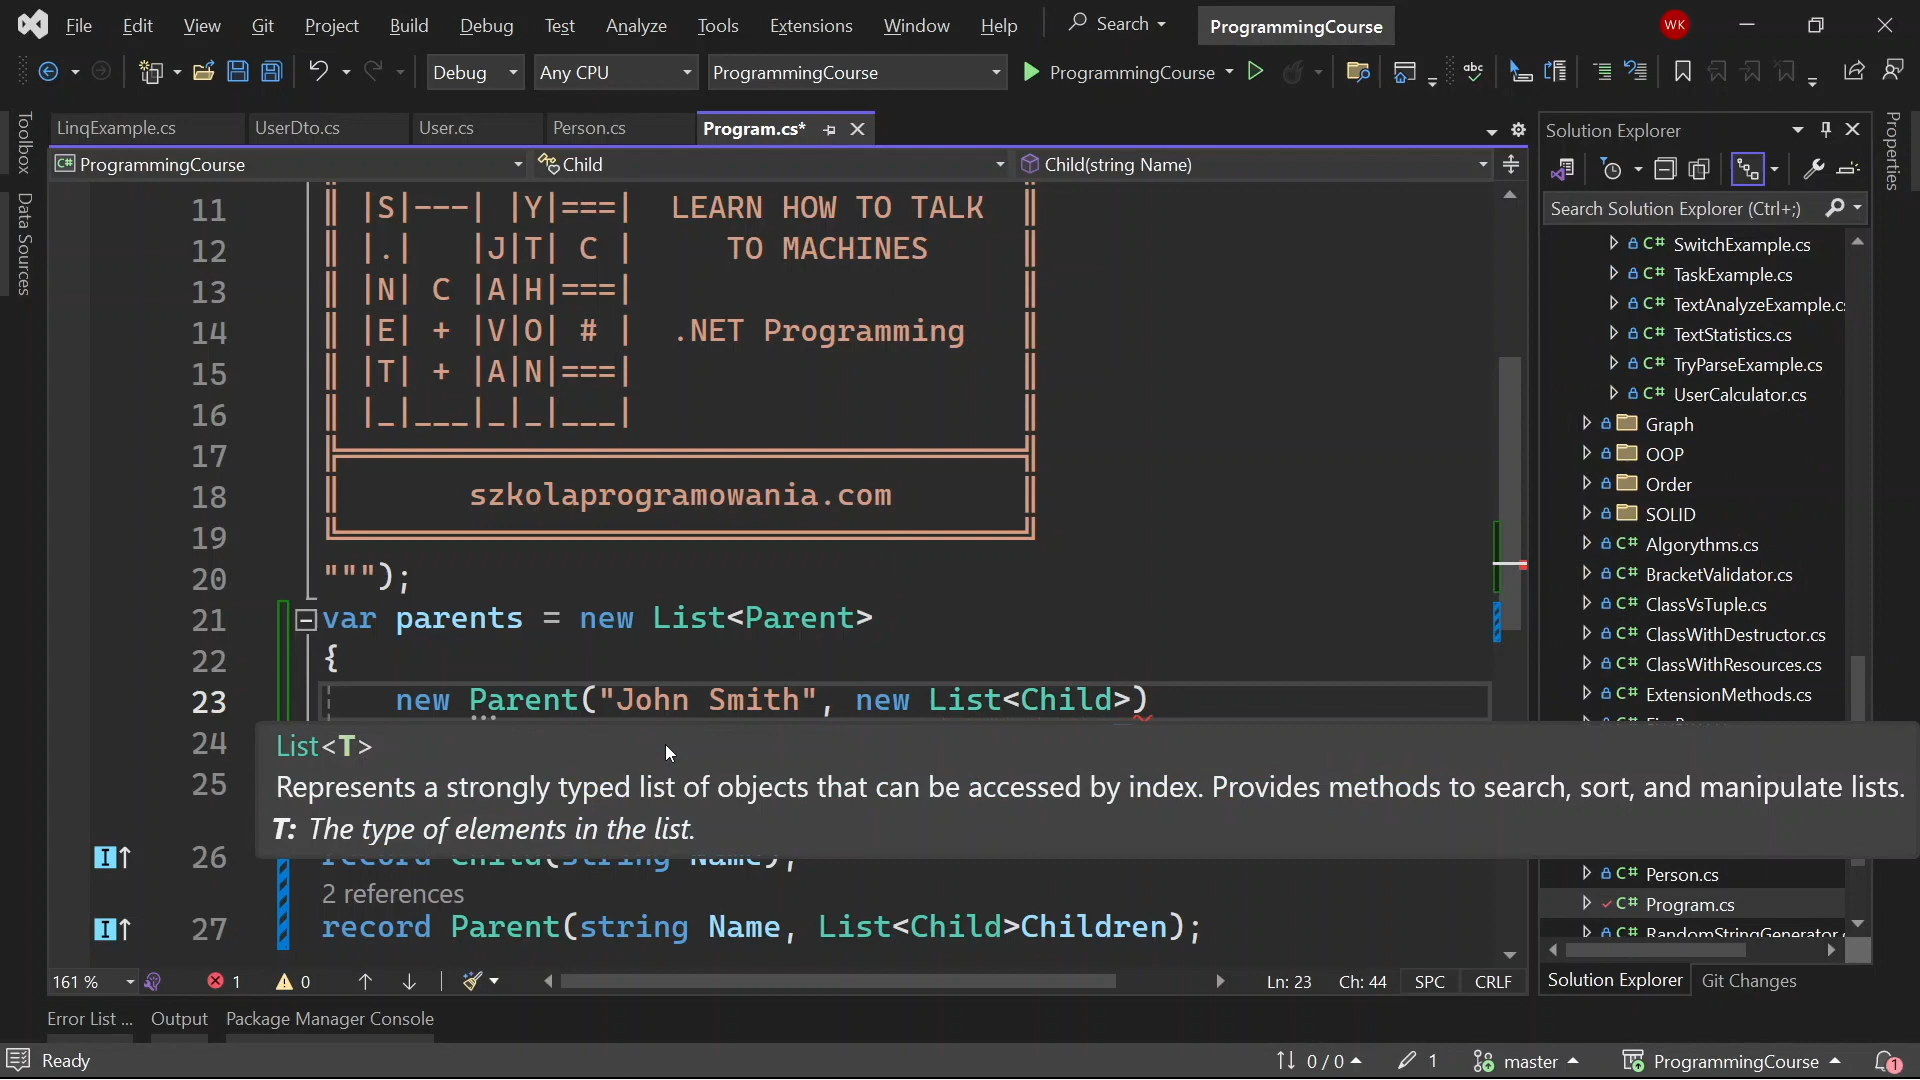 File Edit View Git Project Build Debug Test Analyze Tools Extensions Window Help Search ProgrammingCourse WK
Debug Any CPU ProgrammingCourse ProgrammingCourse
Toolbox
Data Sources
LinqExample.cs UserDto.cs User.cs Person.cs Program.cs*
ProgrammingCourse Child Child(string Name)
11 ║ |S|---| |Y|===| LEARN HOW TO TALK ║
12 ║ |.| |J|T| C | TO MACHINES ║
13 ║ |N| C |A|H|===| ║
14 ║ |E| + |V|O| # | .NET Programming ║
15 ║ |T| + |A|N|===| ║
16 ║ |_|___|_|_|___| ║
17
18 ║ szkolaprogramowania.com ║
19
20 """);
21 var parents = new List<Parent>
22 {
23 new Parent("John Smith", new List<Child>)
24
25
List<T>
Represents a strongly typed list of objects that can be accessed by index. Provides methods to search, sort, and manipulate lists.
T: The type of elements in the list.
26 record Child(string Name);
2 references
27 record Parent(string Name, List<Child>Children);
161 % 1 0 Ln: 23 Ch: 44 SPC CRLF
Error List ... Output Package Manager Console
Ready 0 / 0 1 master ProgrammingCourse 1
Solution Explorer
Search Solution Explorer (Ctrl+;)
C# SwitchExample.cs
C# TaskExample.cs
C# TextAnalyzeExample.c
C# TextStatistics.cs
C# TryParseExample.cs
C# UserCalculator.cs
Graph
OOP
Order
SOLID
C# Algorythms.cs
C# BracketValidator.cs
C# ClassVsTuple.cs
C# ClassWithDestructor.cs
C# ClassWithResources.cs
C# ExtensionMethods.cs
C# Person.cs
C# Program.cs
C# RandomStringGenerator
Solution Explorer Git Changes
Properties